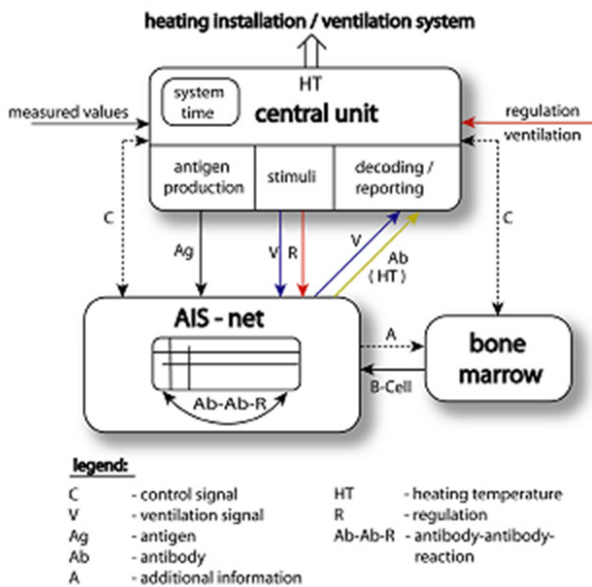 heating installation / ventilation system
HT
system
time
central unit
measured values
regulation
ventilation
antigen
production
stimuli
decoding /
reporting
C
Ag
V
R
V
Ab
( HT )
C
AIS - net
Ab-Ab-R
A
B-Cell
bone
marrow
legend:
C - control signal
V - ventilation signal
Ag - antigen
Ab - antibody
A - additional information
HT - heating temperature
R - regulation
Ab-Ab-R - antibody-antibody-
reaction